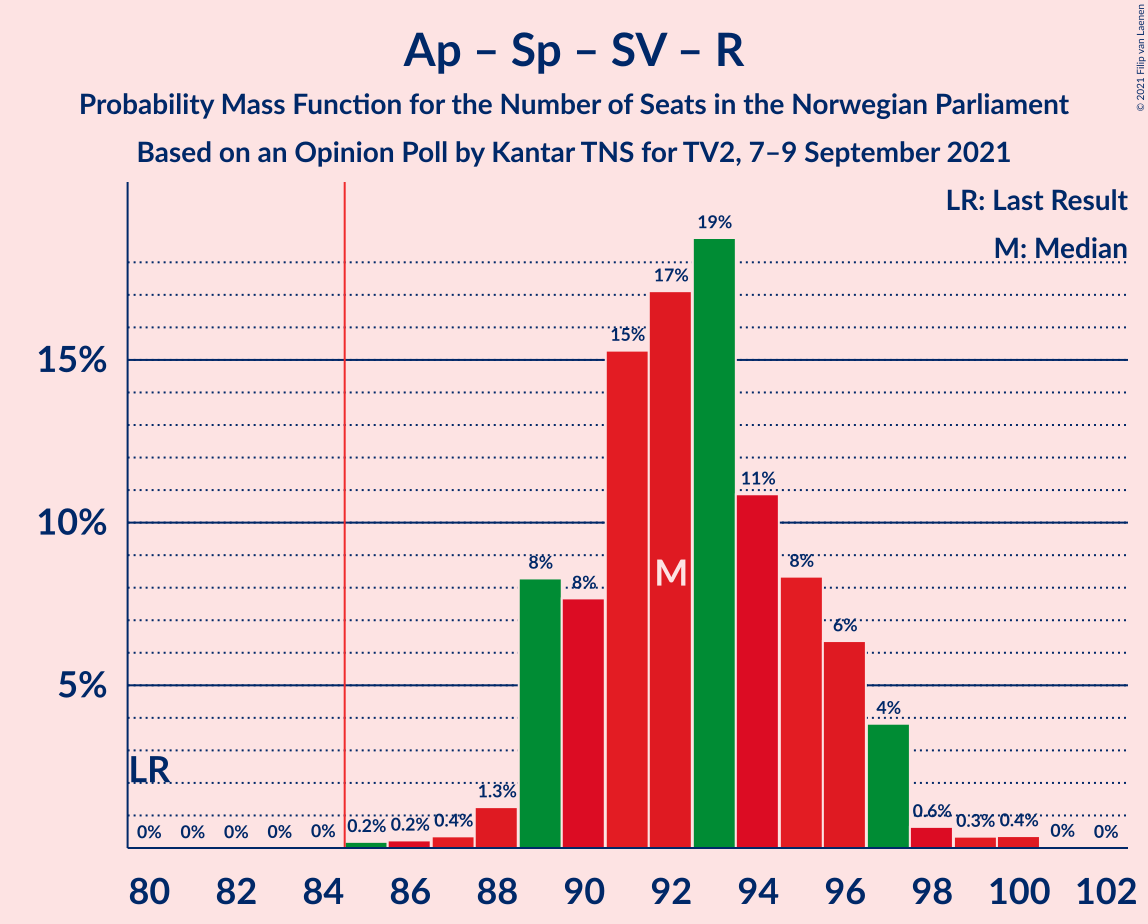 Ap – Sp – SV – R
Probability Mass Function for the Number of Seats in the Norwegian Parliament
Based on an Opinion Poll by Kantar TNS for TV2, 7–9 September 2021
© 2021 Filip van Laenen
LR: Last Result
M: Median
19%
17%
15%
15%
11%
10%
8%
8%
8%
M
6%
5%
4%
LR
1.3%
0% 0% 0% 0% 0% 0.2% 0.2% 0.4% 0.6% 0.3% 0.4% 0% 0%
80 82 84 86 88 90 92 94 96 98 100 102